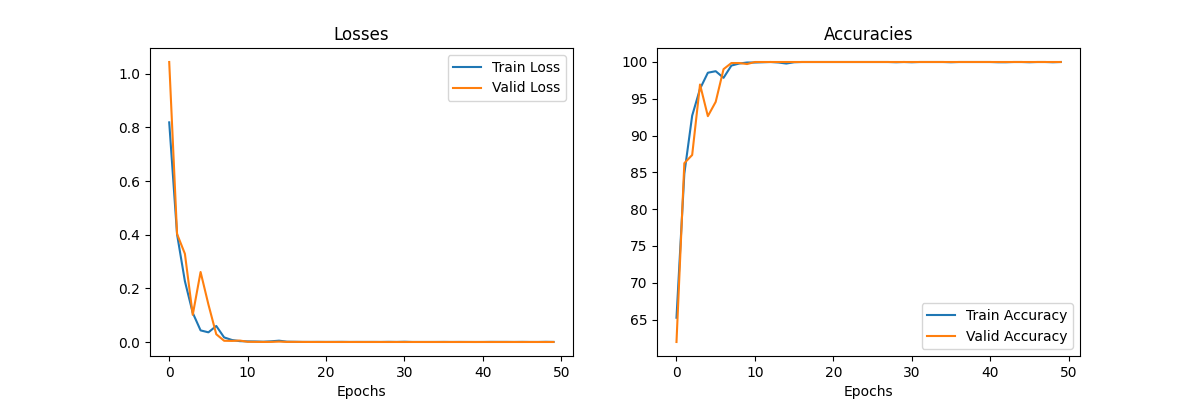 Losses
1.0
0.8
0.6
0.4
0.2
0.0
Train Loss
Valid Loss
0 10 20 30 40 50
Epochs
Accuracies
100
95
90
85
80
75
70
65
Train Accuracy
Valid Accuracy
0 10 20 30 40 50
Epochs